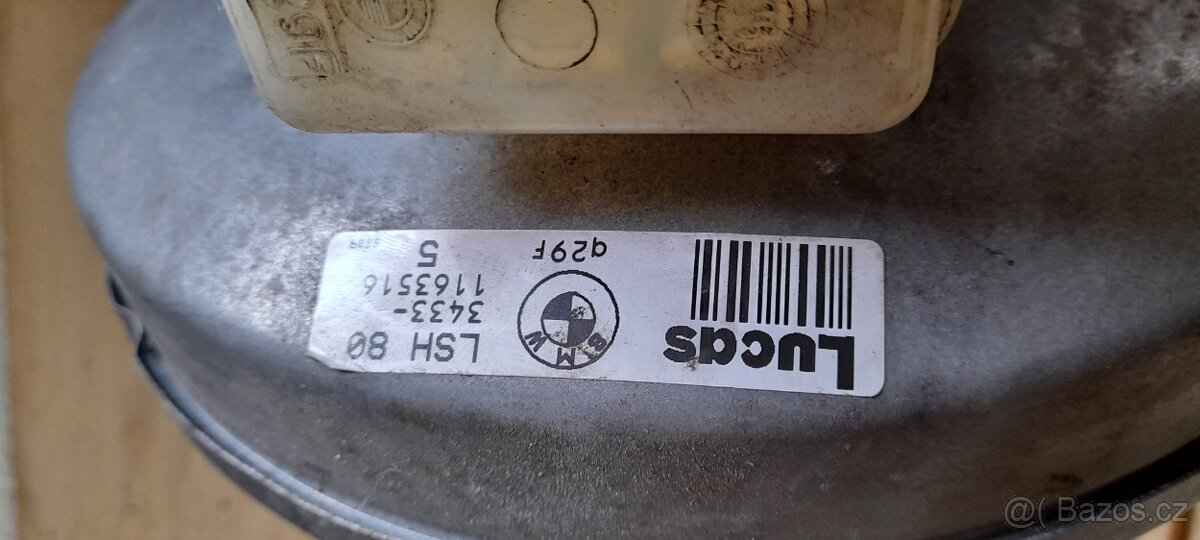 Lucas
BMW
LSH 80
3433-
1163516
5
q29F
@( Bazos.cz